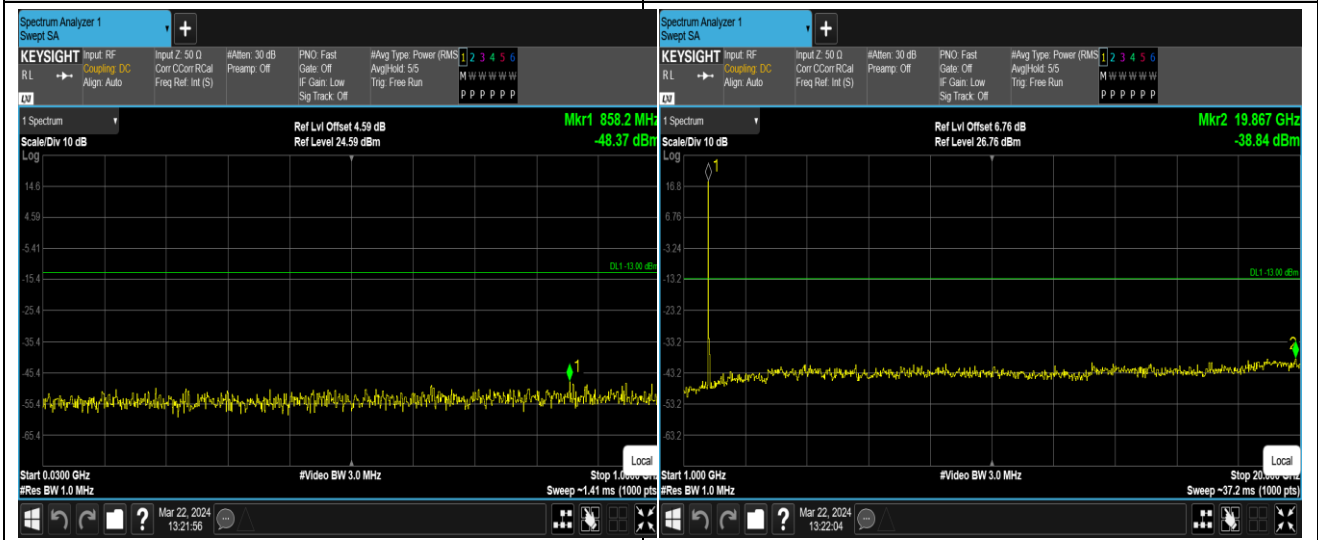 Spectrum Analyzer 1
Swept SA
KEYSIGHT
RL
LXI
Input: RF
Coupling: DC
Align: Auto
Input Z: 50 Ω
Corr CCorr RCal
Freq Ref: Int (S)
#Atten: 30 dB
Preamp: Off
PNO: Fast
Gate: Off
IF Gain: Low
Sig Track: Off
#Avg Type: Power (RMS
Avg|Hold: 5/5
Trig: Free Run
1 2 3 4 5 6
M W W W W W
P P P P P P
1 Spectrum
Scale/Div 10 dB
Ref Lvl Offset 4.59 dB
Ref Level 24.59 dBm
Mkr1 858.2 MHz
-48.37 dBm
Log
14.6
4.59
-5.41
DL1 -13.00 dBm
-15.4
-25.4
-35.4
1
-45.4
-55.4
-65.4
Local
Start 0.0300 GHz
#Video BW 3.0 MHz
#Res BW 1.0 MHz
Sweep ~1.41 ms (1000 pts
?
Mar 22, 2024
13:21:56
Spectrum Analyzer 1
Swept SA
KEYSIGHT
RL
LXI
Input: RF
Coupling: DC
Align: Auto
Input Z: 50 Ω
Corr CCorr RCal
Freq Ref: Int (S)
#Atten: 30 dB
Preamp: Off
PNO: Fast
Gate: Off
IF Gain: Low
Sig Track: Off
#Avg Type: Power (RMS
Avg|Hold: 5/5
Trig: Free Run
1 2 3 4 5 6
M W W W W W
P P P P P P
1 Spectrum
Scale/Div 10 dB
Ref Lvl Offset 6.76 dB
Ref Level 26.76 dBm
Mkr2 19.867 GHz
-38.84 dBm
Log
1
16.8
6.76
-3.24
DL1 -13.00 dBm
-13.2
-23.2
-33.2
2
-43.2
-53.2
-63.2
Local
Start 1.000 GHz
#Video BW 3.0 MHz
#Res BW 1.0 MHz
Sweep ~37.2 ms (1000 pts)
?
Mar 22, 2024
13:22:04